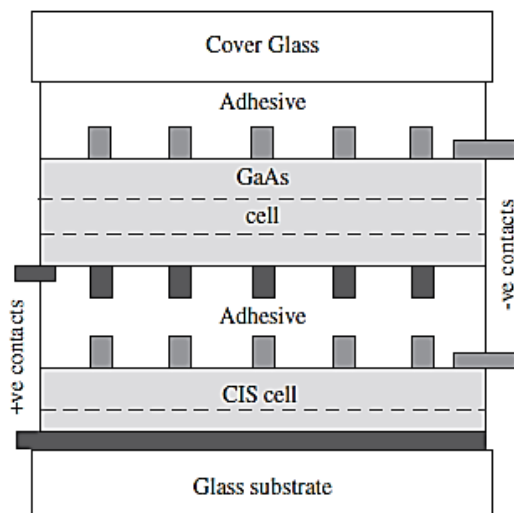 Cover Glass
Adhesive
GaAs
cell
-ve contacts
+ve contacts
Adhesive
CIS cell
Glass substrate